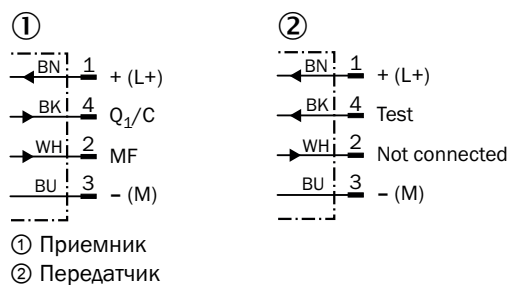 ① ②
BN 1 + (L+)
BK 4 Q1/C
WH 2 MF
BU 3 – (M)
BN 1 + (L+)
BK 4 Test
WH 2 Not connected
BU 3 – (M)
① Приемник
② Передатчик